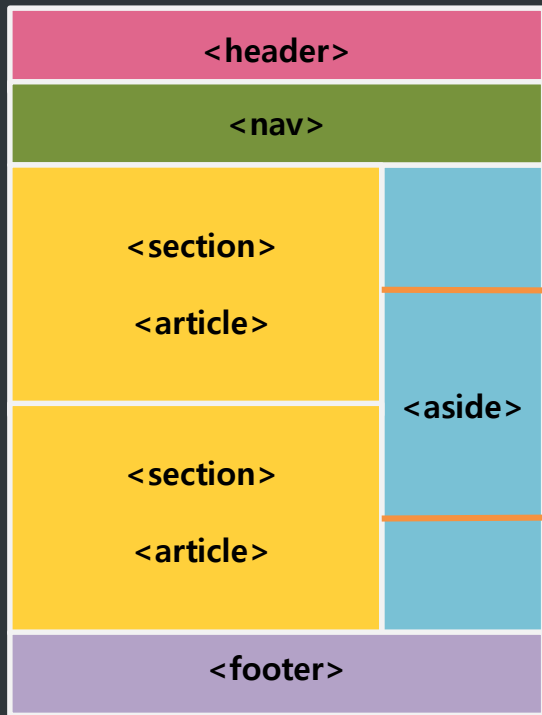 <header>
<nav>
<section>
<article>
<aside>
<section>
<article>
<footer>